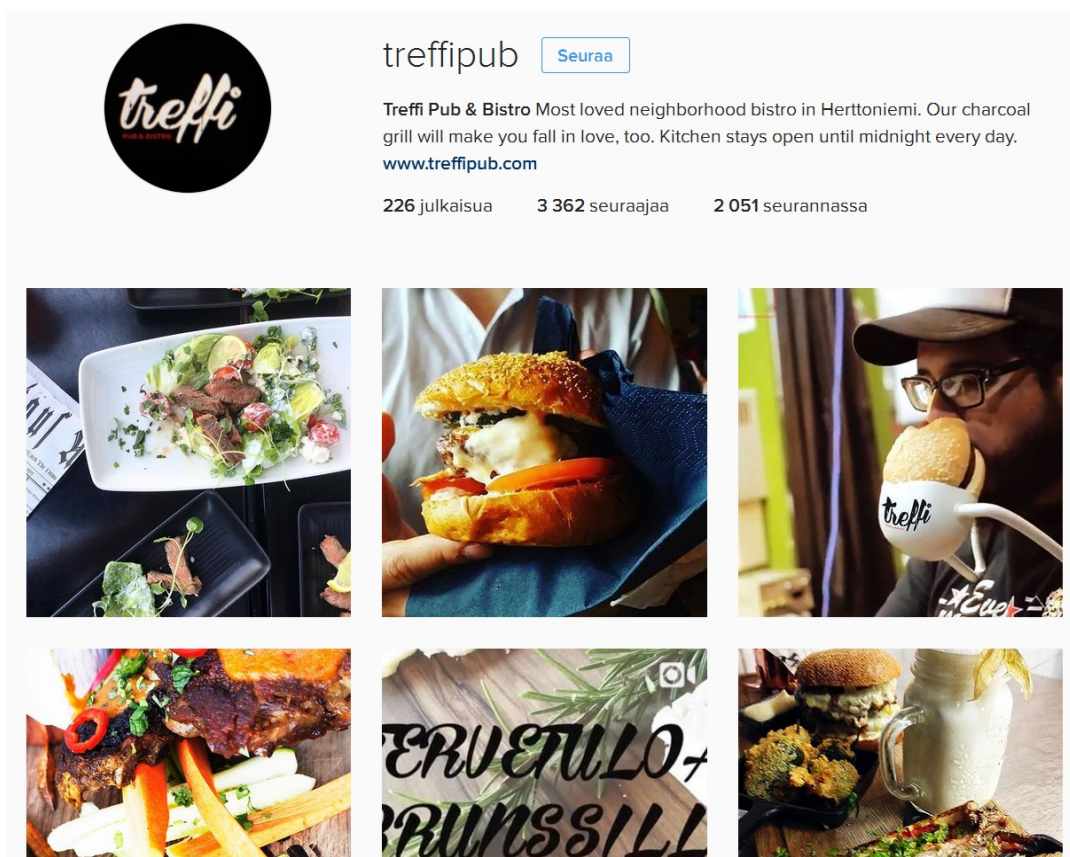 treffi
PUB & BISTRO
treffipub Seuraa
Treffi Pub & Bistro Most loved neighborhood bistro in Herttoniemi. Our charcoal
grill will make you fall in love, too. Kitchen stays open until midnight every day.
www.treffipub.com
226 julkaisua 3 362 seuraajaa 2 051 seurannassa
treffi
ERVETULOA
BRUNSSILL